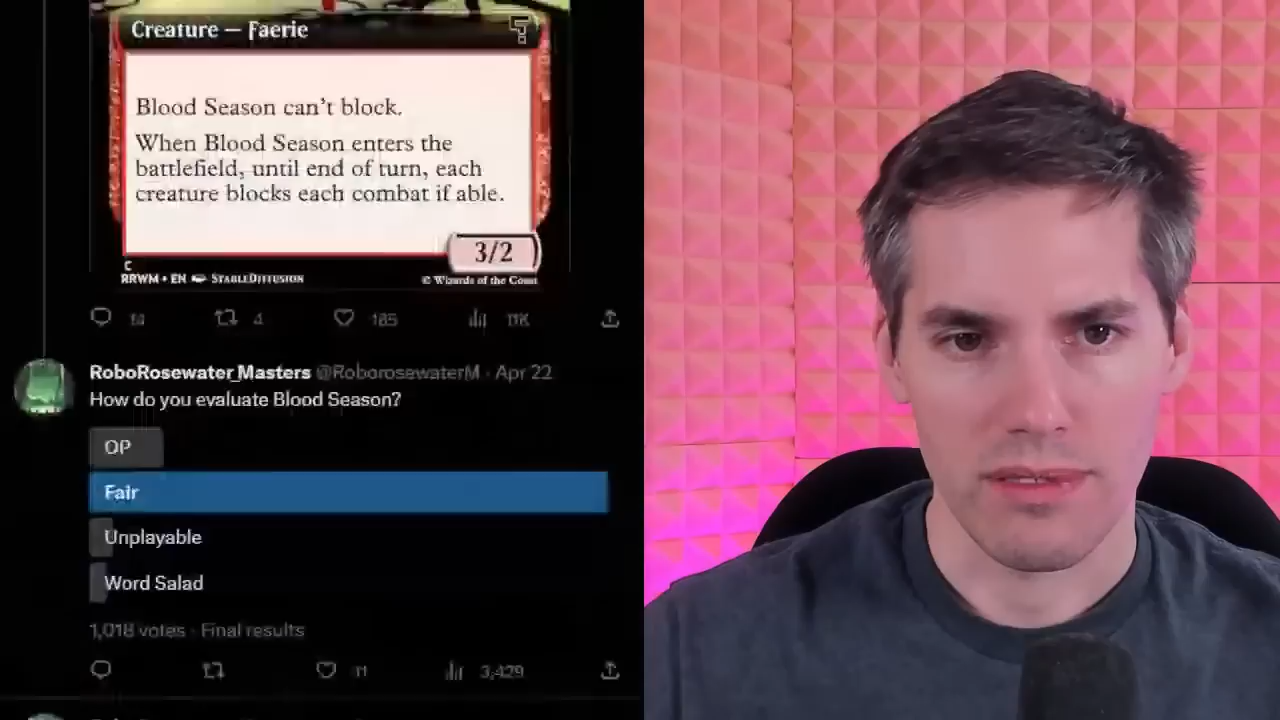 Creature — Faerie
Blood Season can't block.
When Blood Season enters the
battlefield, until end of turn, each
creature blocks each combat if able.
3/2
C
RRWM • EN StableDiffusion
© Wizards of the Coast
14 4 185 11K
RoboRosewater_Masters @RoborosewaterM · Apr 22
How do you evaluate Blood Season?
OP
Fair
Unplayable
Word Salad
1,018 votes · Final results
11 3,429